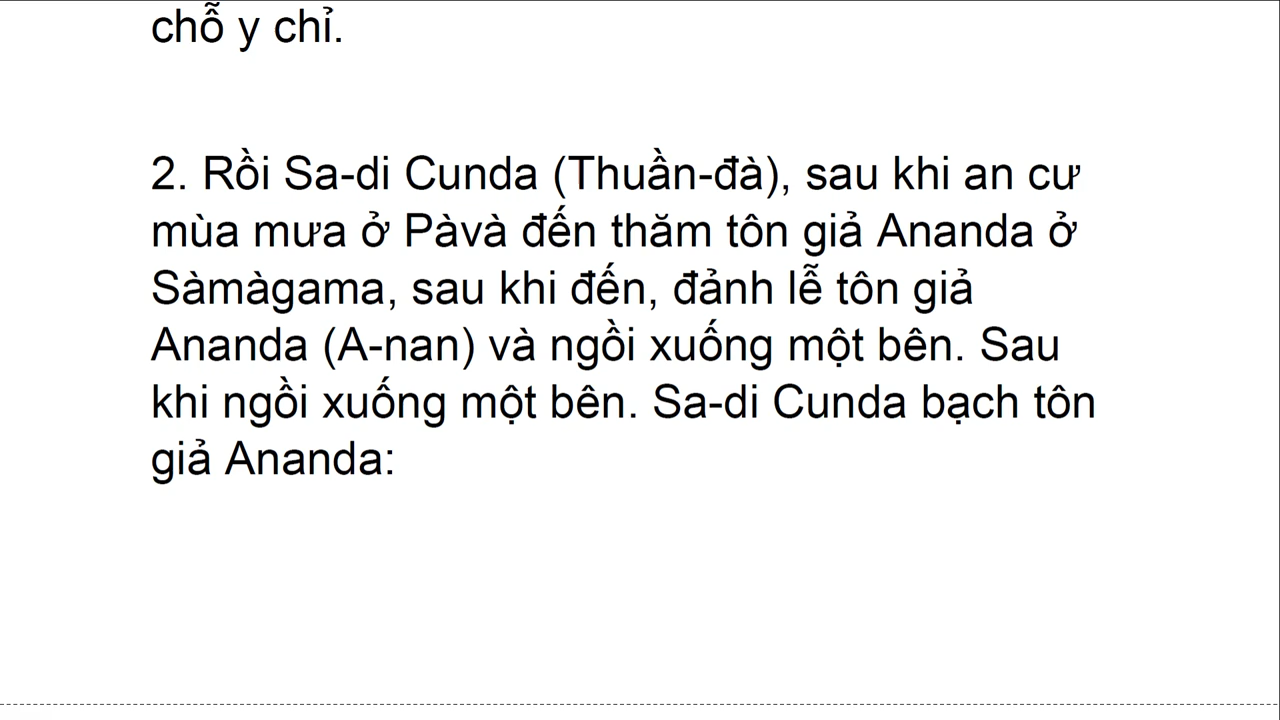 chỗ y chỉ.
2. Rồi Sa-di Cunda (Thuần-đà), sau khi an cư
mùa mưa ở Pàvà đến thăm tôn giả Ananda ở
Sàmàgama, sau khi đến, đảnh lễ tôn giả
Ananda (A-nan) và ngồi xuống một bên. Sau
khi ngồi xuống một bên. Sa-di Cunda bạch tôn
giả Ananda: